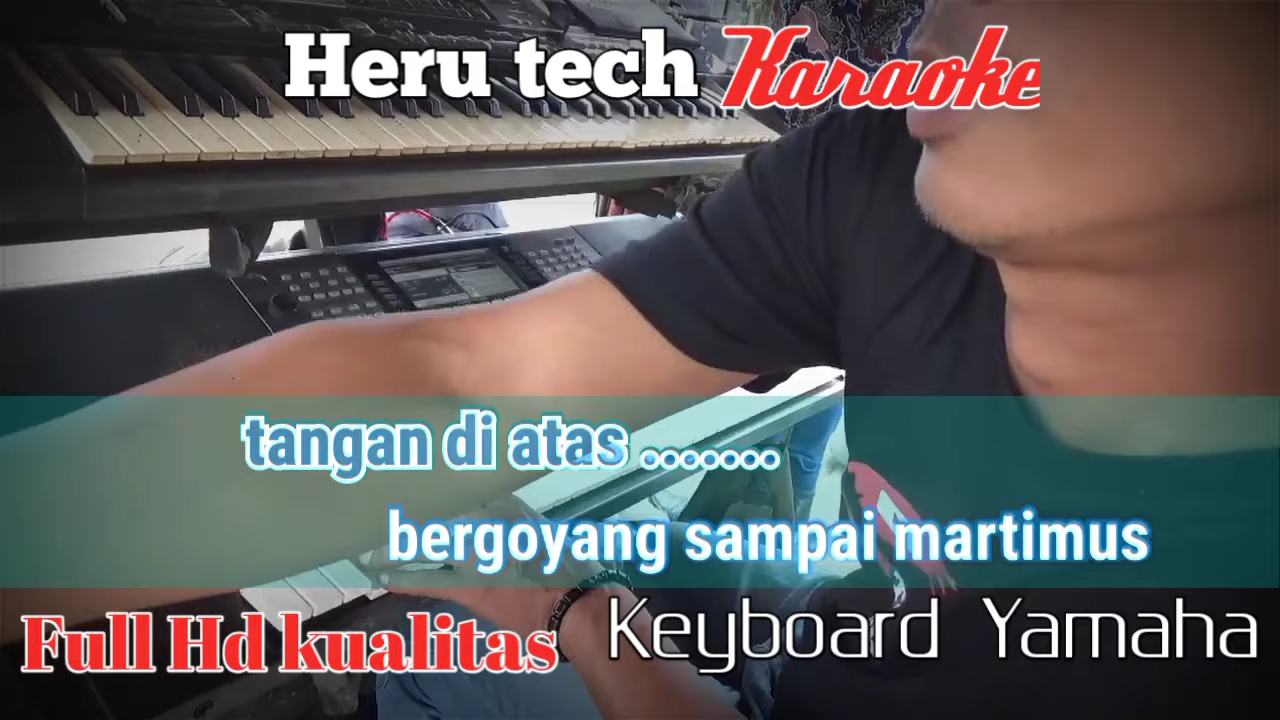 Heru tech Karaoke
tangan di atas .......
bergoyang sampai martimus
Full Hd kualitas
Keyboard Yamaha